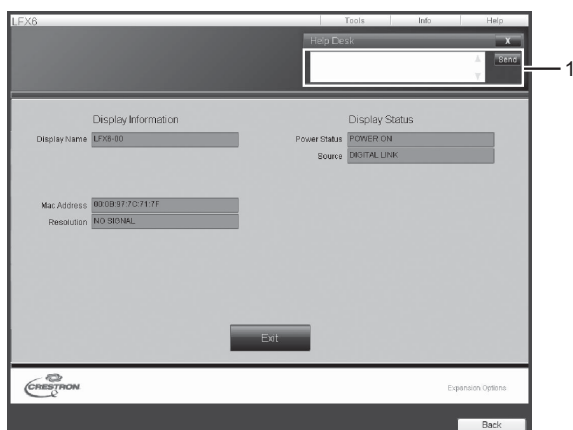 LFX6 Tools Info Help
Help Desk X
Send
1
Display Information Display Status
Display Name LFX6-00 Power Status POWER ON
Source DIGITAL LINK
Mac Address 00:0B:97:7C:71:7F
Resolution NO SIGNAL
Exit
CRESTRON Expansion Options
Back